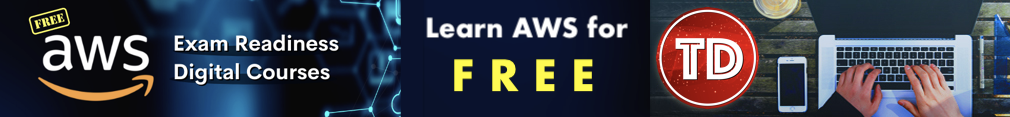 FREE
aws
Exam Readiness
Digital Courses
Learn AWS for
FREE
TD